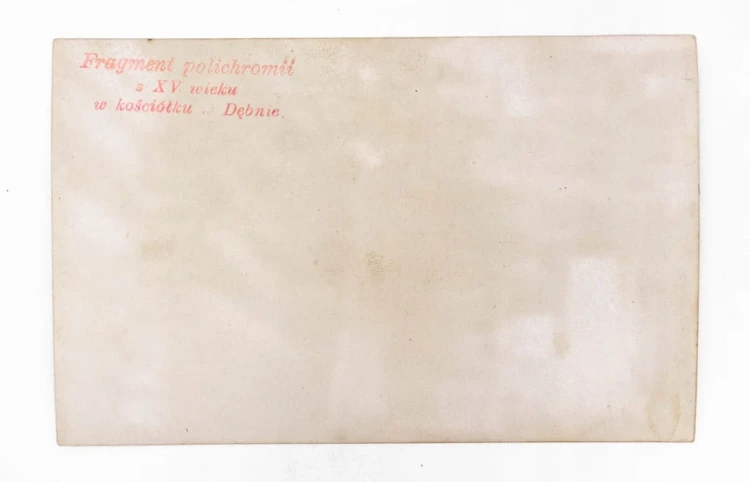 Fragment polichromii
z XV wieku
w kościółku Dębnie.